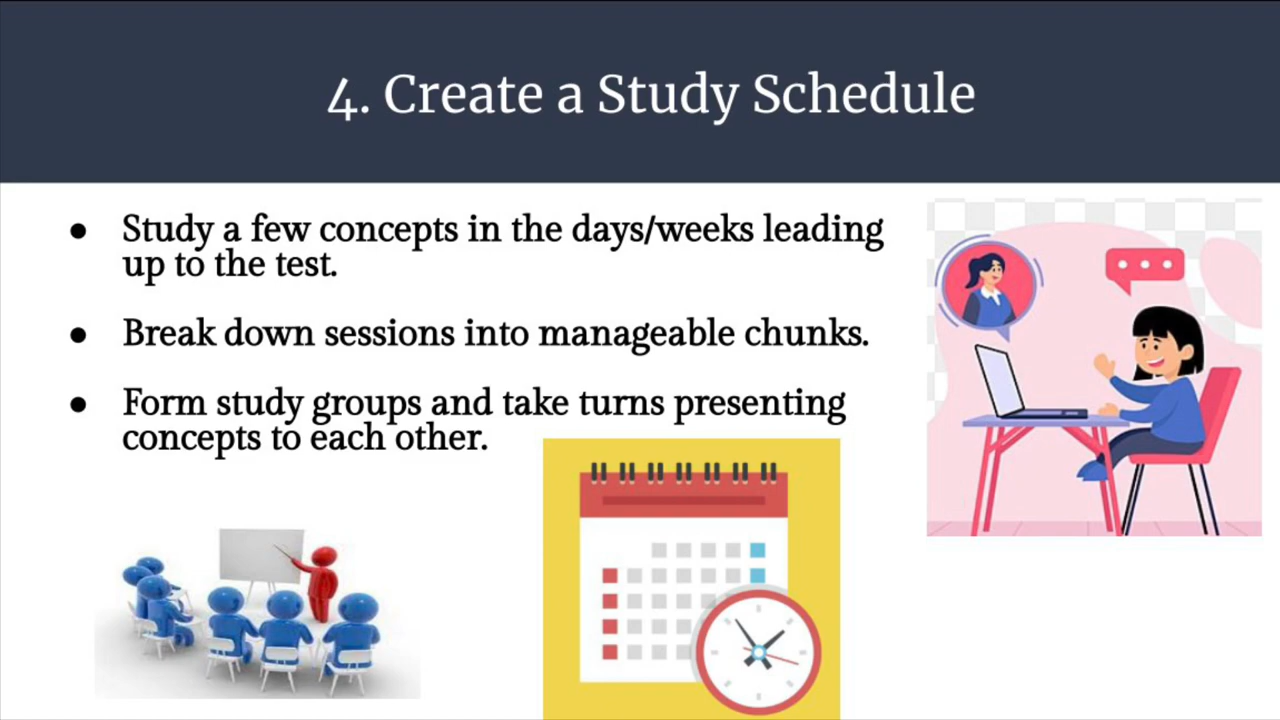 4. Create a Study Schedule
● Study a few concepts in the days/weeks leading
up to the test.
● Break down sessions into manageable chunks.
● Form study groups and take turns presenting
concepts to each other.